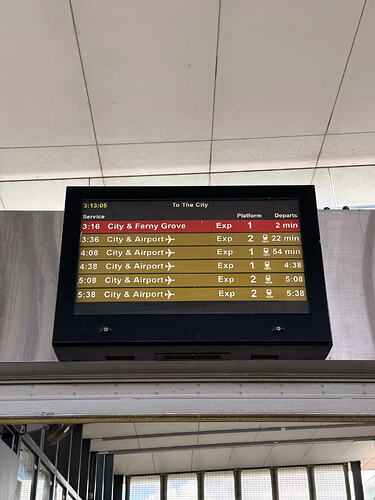 3:13:05 To The City
Service Platform Departs
3:16 City & Ferny Grove Exp 1 2 min
3:36 City & Airport Exp 2 22 min
4:08 City & Airport Exp 1 54 min
4:38 City & Airport Exp 1 4:38
5:08 City & Airport Exp 2 5:08
5:38 City & Airport Exp 2 5:38